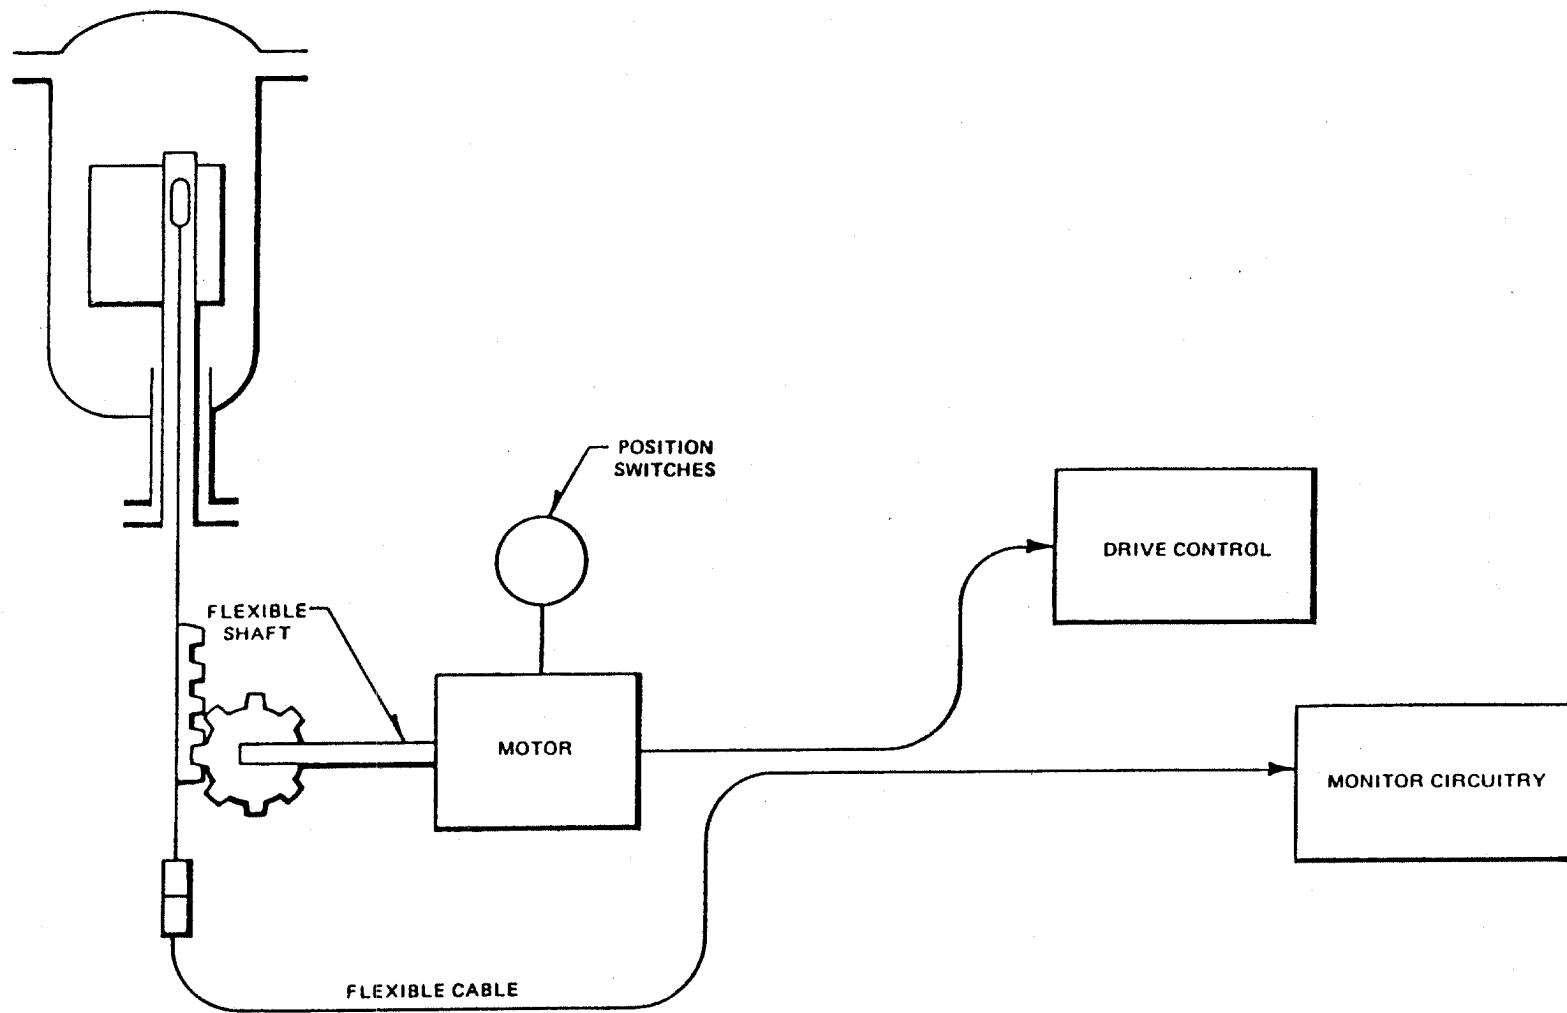 POSITION
SWITCHES
DRIVE CONTROL
FLEXIBLE
SHAFT
MOTOR
MONITOR CIRCUITRY
FLEXIBLE CABLE